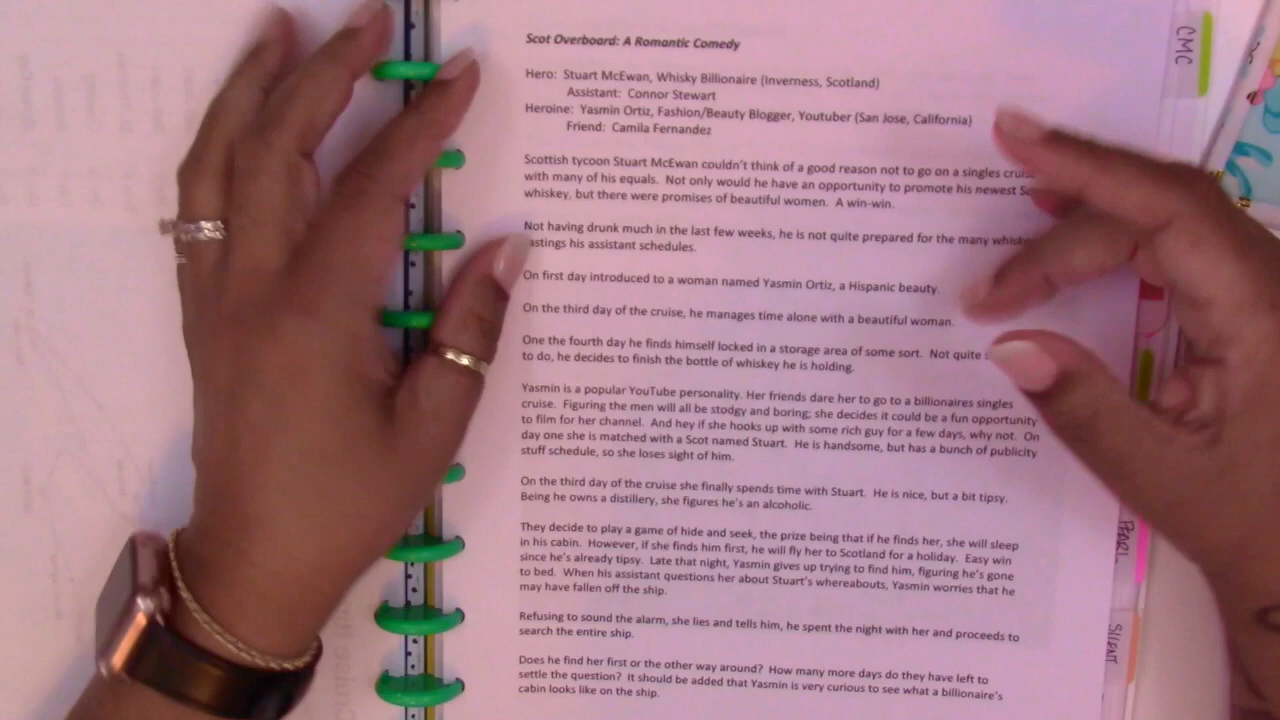 Scot Overboard: A Romantic Comedy
Hero: Stuart McEwan, Whisky Billionaire (Inverness, Scotland)
Assistant: Connor Stewart
Heroine: Yasmin Ortiz, Fashion/Beauty Blogger, Youtuber (San Jose, California)
Friend: Camila Fernandez
Scottish tycoon Stuart McEwan couldn't think of a good reason not to go on a singles
with many of his equals. Not only would he have an opportunity to promote his newest
whiskey, but there were promises of beautiful women. A win-win.
Not having drunk much in the last few weeks, he is not quite prepared for the many
his assistant schedules.
On first day introduced to a woman named Yasmin Ortiz, a Hispanic beauty.
On the third day of the cruise, he manages time alone with a beautiful woman.
One the fourth day he finds himself locked in a storage area of some sort. Not quite
to do, he decides to finish the bottle of whiskey he is holding.
Yasmin is a popular YouTube personality. Her friends dare her to go to a billionaires singles
cruise. Figuring the men will all be stodgy and boring; she decides it could be a fun opportunity
to film for her channel. And hey if she hooks up with some rich guy for a few days, why not. On
day one she is matched with a Scot named Stuart. He is handsome, but has a bunch of publicity
stuff schedule, so she loses sight of him.
On the third day of the cruise she finally spends time with Stuart. He is nice, but a bit tipsy.
Being he owns a distillery, she figures he's an alcoholic.
They decide to play a game of hide and seek, the prize being that if he finds her, she will sleep
in his cabin. However, if she finds him first, he will fly her to Scotland for a holiday. Easy win
since he's already tipsy. Late that night, Yasmin gives up trying to find him, figuring he's gone
to bed. When his assistant questions her about Stuart's whereabouts, Yasmin worries that he
may have fallen off the ship.
Refusing to sound the alarm, she lies and tells him, he spent the night with her and proceeds to
search the entire ship.
Does he find her first or the other way around? How many more days do they have left to
settle the question? It should be added that Yasmin is very curious to see what a billionaire's
cabin looks like on the ship.
CMC
PEARL
SILENT